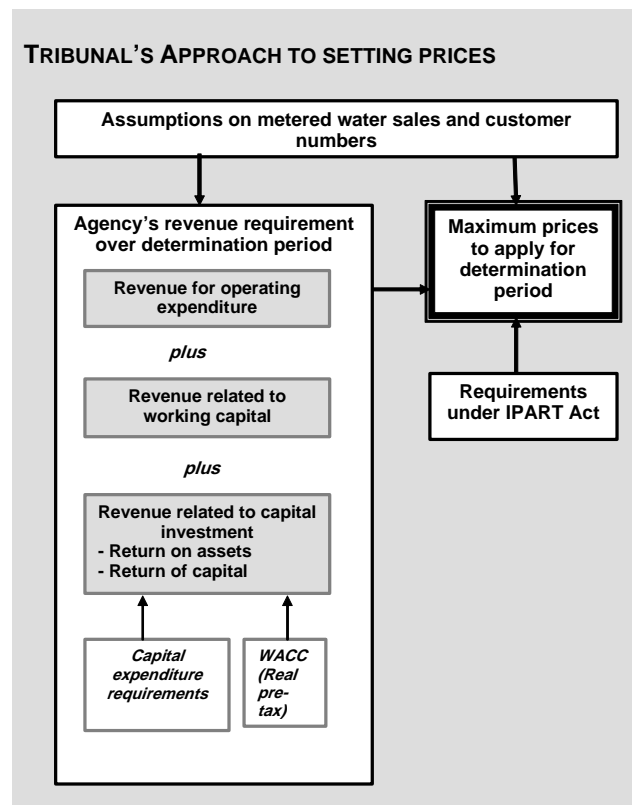 TRIBUNAL'S APPROACH TO SETTING PRICES
Assumptions on metered water sales and customer
numbers
Agency's revenue requirement
over determination period
Revenue for operating
expenditure
plus
Revenue related to
working capital
plus
Revenue related to capital
investment
- Return on assets
- Return of capital
Capital
expenditure
requirements
WACC
(Real
pre-
tax)
Maximum prices
to apply for
determination
period
Requirements
under IPART Act